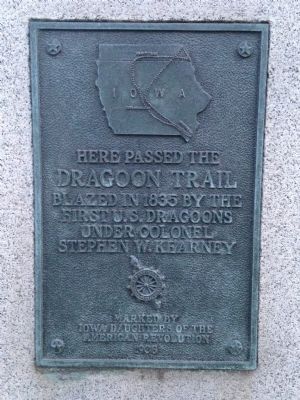 IOWA
HERE PASSED THE
DRAGOON TRAIL
BLAZED IN 1835 BY THE
FIRST U.S. DRAGOONS
UNDER COLONEL
STEPHEN W. KEARNEY
MARKED BY
IOWA DAUGHTERS OF THE
AMERICAN REVOLUTION